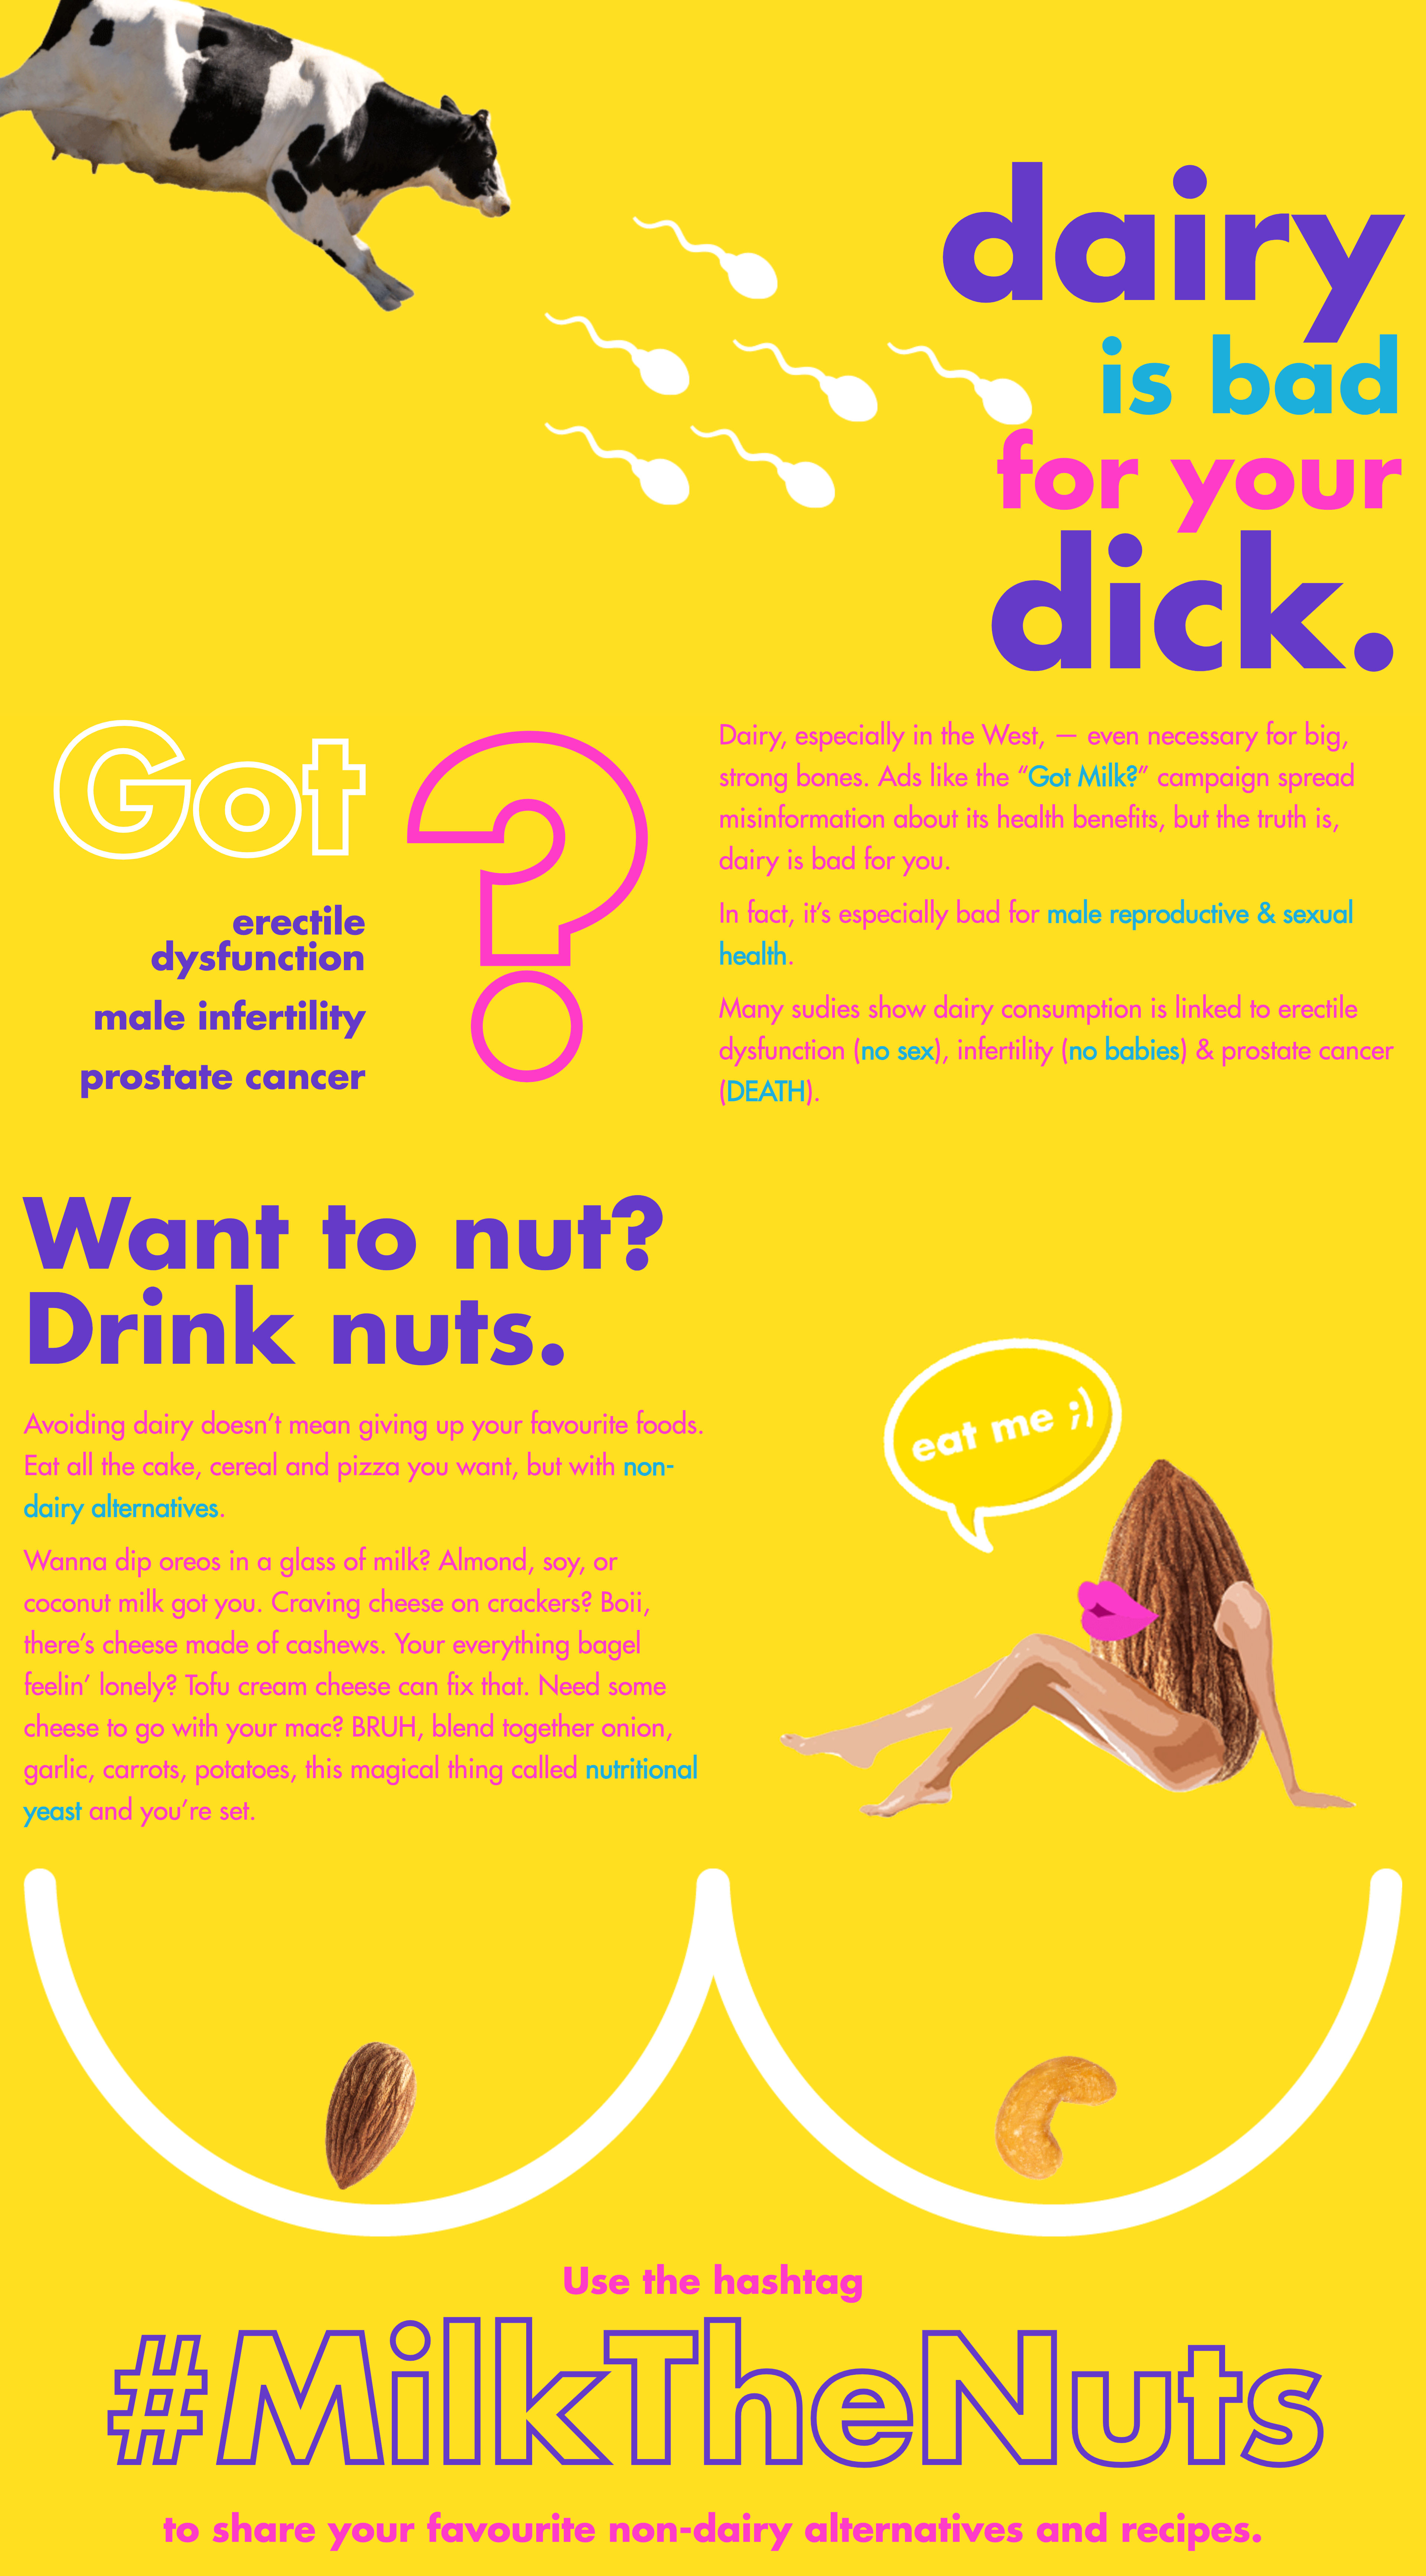 dairy
is bad
for your
dick.
Got
?
erectile
dysfunction
male infertility
prostate cancer
Dairy, especially in the West, — even necessary for big,
strong bones. Ads like the “Got Milk?” campaign spread
misinformation about its health benefits, but the truth is,
dairy is bad for you.
In fact, it’s especially bad for male reproductive & sexual
health.
Many sudies show dairy consumption is linked to erectile
dysfunction (no sex), infertility (no babies) & prostate cancer
(DEATH).
Want to nut?
Drink nuts.
Avoiding dairy doesn’t mean giving up your favourite foods.
Eat all the cake, cereal and pizza you want, but with non-
dairy alternatives.
Wanna dip oreos in a glass of milk? Almond, soy, or
coconut milk got you. Craving cheese on crackers? Boii,
there’s cheese made of cashews. Your everything bagel
feelin’ lonely? Tofu cream cheese can fix that. Need some
cheese to go with your mac? BRUH, blend together onion,
garlic, carrots, potatoes, this magical thing called nutritional
yeast and you’re set.
eat me ;)
Use the hashtag
#MilkTheNuts
to share your favourite non-dairy alternatives and recipes.